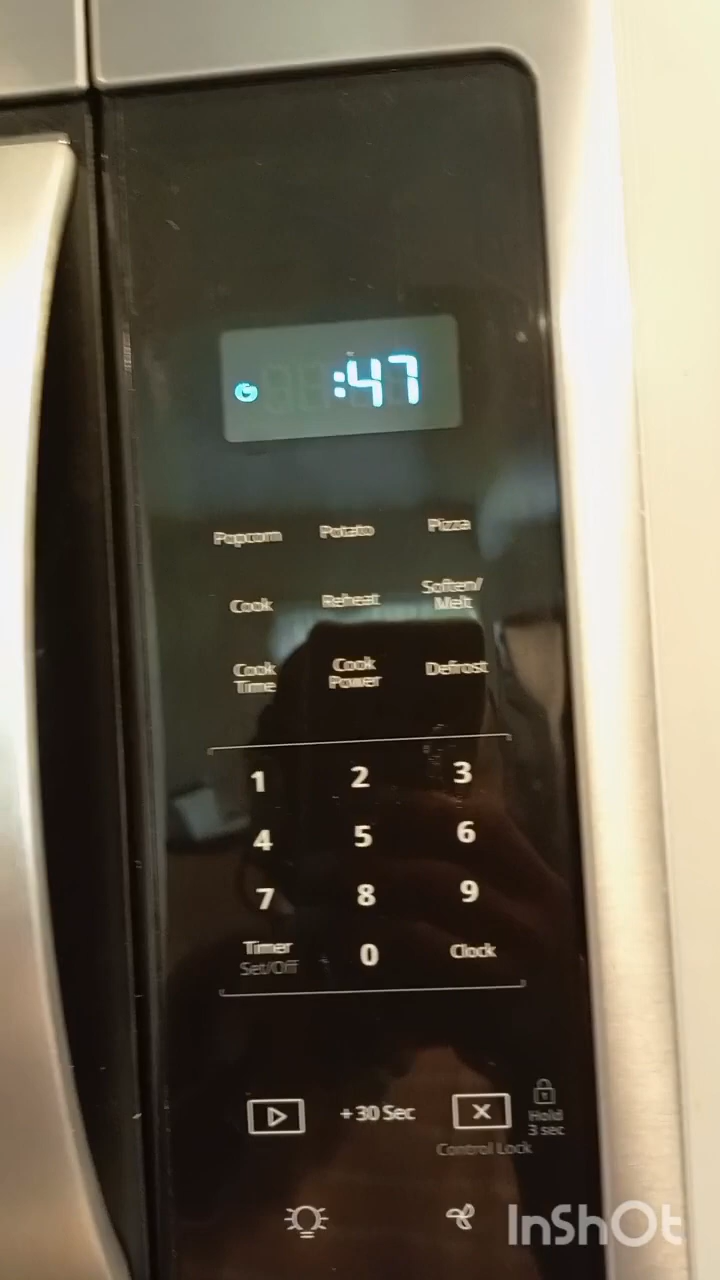 :47
Popcorn Potato Pizza
Cook Reheat Soften/
Melt
Cook
Time Cook
Power Defrost
1 2 3
4 5 6
7 8 9
Timer
Set/Off 0 Clock
+30 Sec
Hold
3 sec
Control Lock
InShOt